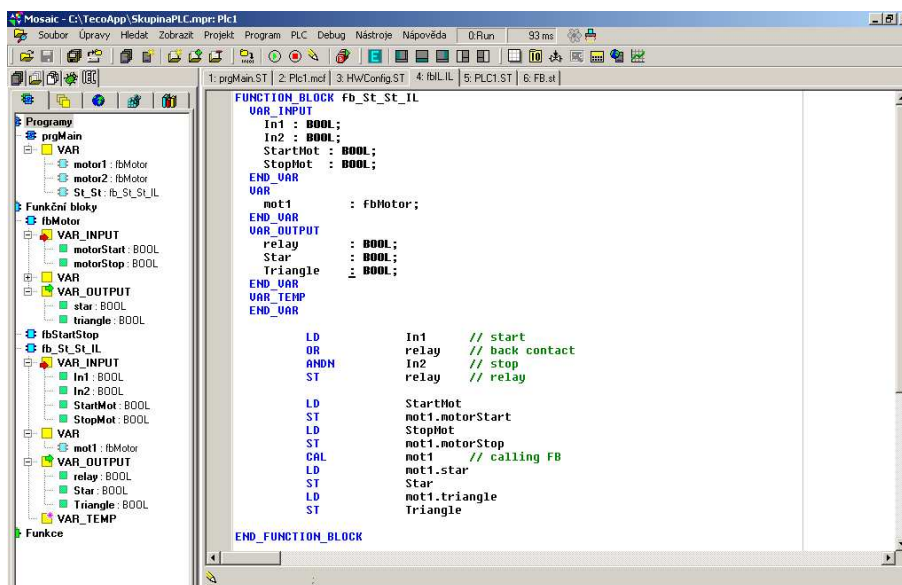 Mosaic - C:\TecoApp\SkupinaPLC.mpr: Plc1
Soubor Úpravy Hledat Zobrazit Projekt Program PLC Debug Nástroje Nápověda 0:Run 93 ms
1: prgMain.ST 2: Plc1.mcf 3: HWConfig.ST 4: fbIL.IL 5: PLC1.ST 6: FB.st
Programy
prgMain
VAR
motor1 : fbMotor
motor2 : fbMotor
St_St : fb_St_St_IL
Funkční bloky
fbMotor
VAR_INPUT
motorStart : BOOL
motorStop : BOOL
VAR
VAR_OUTPUT
star : BOOL
triangle : BOOL
fbStartStop
fb_St_St_IL
VAR_INPUT
In1 : BOOL
In2 : BOOL
StartMot : BOOL
StopMot : BOOL
VAR
mot1 : fbMotor
VAR_OUTPUT
relay : BOOL
Star : BOOL
Triangle : BOOL
VAR_TEMP
Funkce
FUNCTION_BLOCK fb_St_St_IL
VAR_INPUT
In1 : BOOL;
In2 : BOOL;
StartMot : BOOL;
StopMot : BOOL;
END_VAR
VAR
mot1 : fbMotor;
END_VAR
VAR_OUTPUT
relay : BOOL;
Star : BOOL;
Triangle : BOOL;
END_VAR
VAR_TEMP
END_VAR
LD In1 // start
OR relay // back contact
ANDN In2 // stop
ST relay // relay
LD StartMot
ST mot1.motorStart
LD StopMot
ST mot1.motorStop
CAL mot1 // calling FB
LD mot1.star
ST Star
LD mot1.triangle
ST Triangle
END_FUNCTION_BLOCK